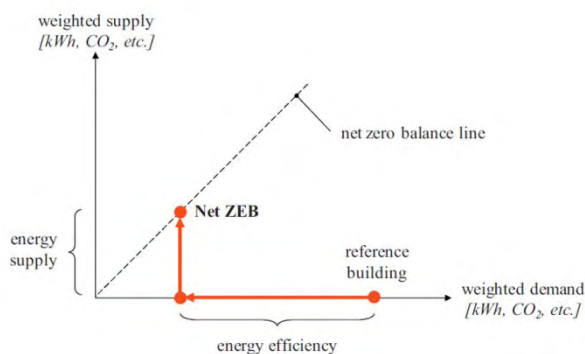 weighted supply
[kWh, CO₂, etc.]
net zero balance line
Net ZEB
energy
supply
reference
building
weighted demand
[kWh, CO₂, etc.]
energy efficiency